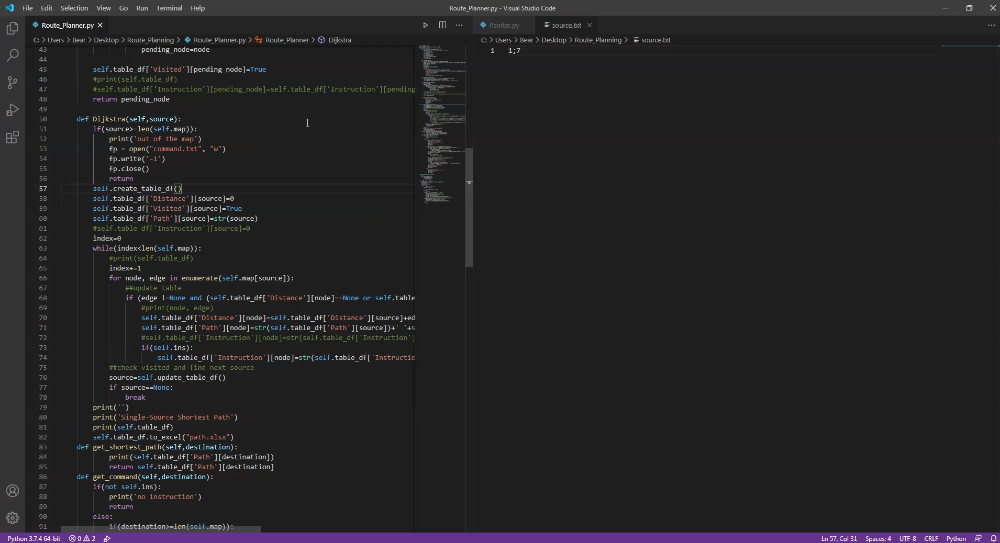 File Edit Selection View Go Run Terminal Help
Route_Planner.py - Visual Studio Code
Route_Planner.py
C: > Users > Bear > Desktop > Route_Planning > Route_Planner.py > Route_Planner > Dijkstra
43 pending_node=node
44
45 self.table_df['Visited'][pending_node]=True
46 #print(self.table_df)
47 #self.table_df['Instruction'][pending_node]=self.table_df['Instruction'][pending
48 return pending_node
49
50 def Dijkstra(self,source):
51 if(source>=len(self.map)):
52 print('out of the map')
53 fp = open("command.txt", "w")
54 fp.write('-1')
55 fp.close()
56 return
57 self.create_table_df()
58 self.table_df['Distance'][source]=0
59 self.table_df['Visited'][source]=True
60 self.table_df['Path'][source]=str(source)
61 #self.table_df['Instruction'][source]=0
62 index=0
63 while(index<len(self.map)):
64 #print(self.table_df)
65 index+=1
66 for node, edge in enumerate(self.map[source]):
67 ##update table
68 if (edge !=None and (self.table_df['Distance'][node]==None or self.table
69 #print(node, edge)
70 self.table_df['Distance'][node]=self.table_df['Distance'][source]+ed
71 self.table_df['Path'][node]=str(self.table_df['Path'][source])+' '+s
72 #self.table_df['Instruction'][node]=str(self.table_df['Instruction']
73 if(self.ins):
74 self.table_df['Instruction'][node]=str(self.table_df['Instructio
75 ##check visited and find next source
76 source=self.update_table_df()
77 if source==None:
78 break
79 print('')
80 print('Single-Source Shortest Path')
81 print(self.table_df)
82 self.table_df.to_excel("path.xlsx")
83 def get_shortest_path(self,destination):
84 print(self.table_df['Path'][destination])
85 return self.table_df['Path'][destination]
86 def get_command(self,destination):
87 if(not self.ins):
88 print('no instruction')
89 return
90 else:
91 if(destination>=len(self.map)):
Painter.py source.txt
C: > Users > Bear > Desktop > Route_Planning > source.txt
1 1;7
Python 3.7.4 64-bit 0 2
Ln 57, Col 31 Spaces: 4 UTF-8 CRLF Python